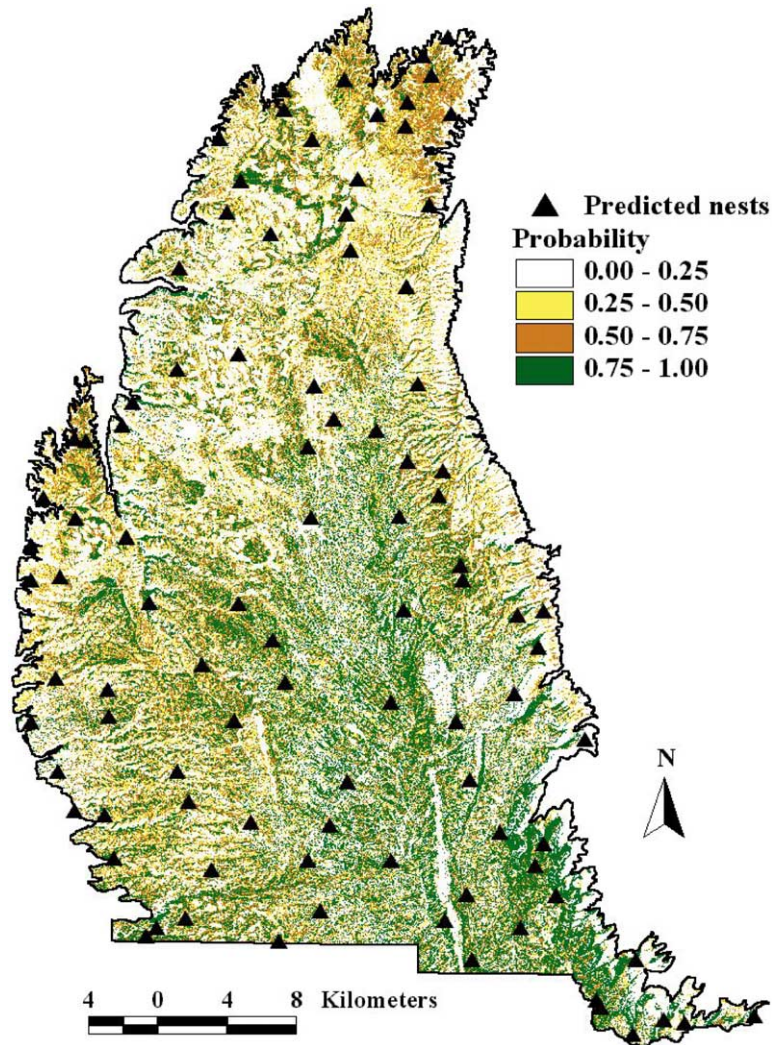 Predicted nests
Probability
0.00 - 0.25
0.25 - 0.50
0.50 - 0.75
0.75 - 1.00
N
4 0 4 8 Kilometers